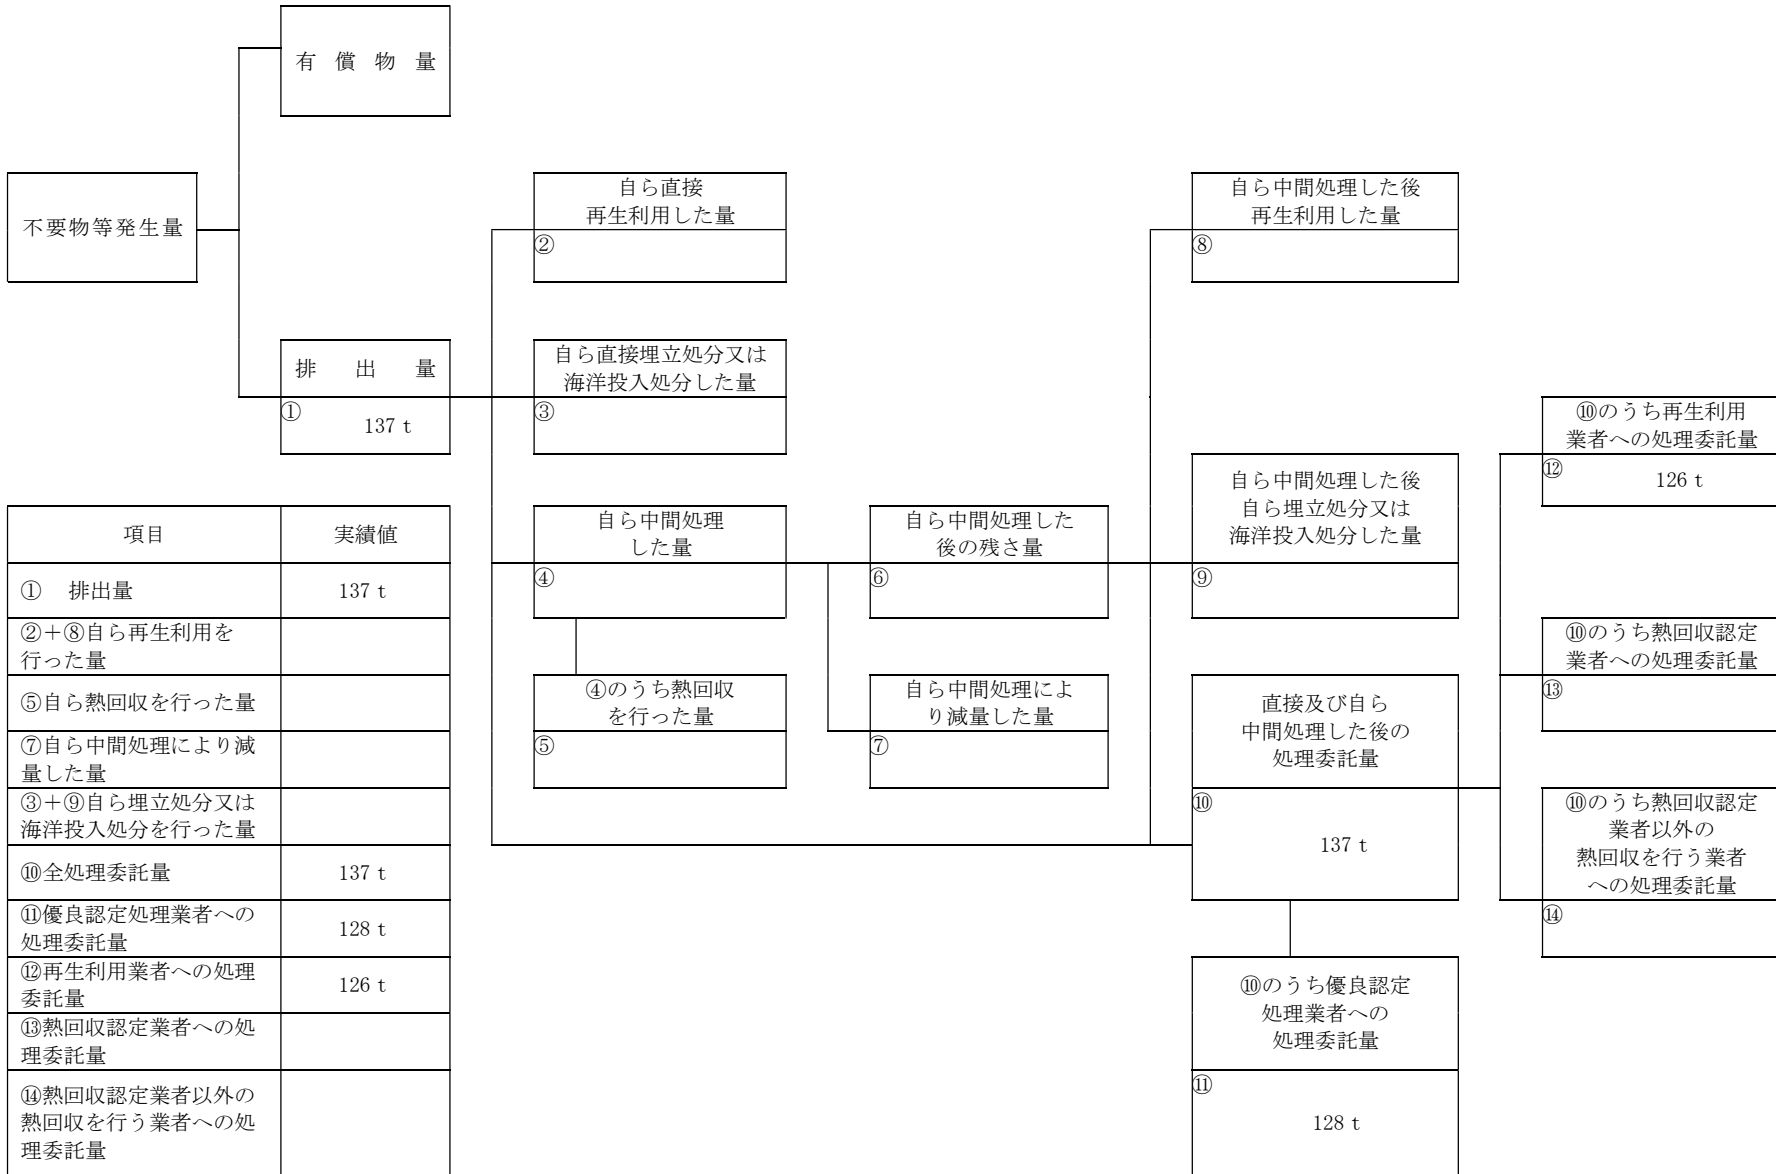 有償物量
不要物等発生量
自ら直接
再生利用した量
②
自ら中間処理した後
再生利用した量
⑧
排出量
①
137 t
自ら直接埋立処分又は
海洋投入処分した量
③
⑩のうち再生利用
業者への処理委託量
⑫
126 t
自ら中間処理
した量
④
自ら中間処理した
後の残さ量
⑥
自ら中間処理した後
自ら埋立処分又は
海洋投入処分した量
⑨
⑩のうち熱回収認定
業者への処理委託量
⑬
④のうち熱回収
を行った量
⑤
自ら中間処理によ
り減量した量
⑦
直接及び自ら
中間処理した後の
処理委託量
⑩
137 t
⑩のうち熱回収認定
業者以外の
熱回収を行う業者
への処理委託量
⑭
⑩のうち優良認定
処理業者への
処理委託量
⑪
128 t
項目 実績値
① 排出量 137 t
②+⑧自ら再生利用を
行った量
⑤自ら熱回収を行った量
⑦自ら中間処理により減
量した量
③+⑨自ら埋立処分又は
海洋投入処分を行った量
⑩全処理委託量 137 t
⑪優良認定処理業者への
処理委託量 128 t
⑫再生利用業者への処理
委託量 126 t
⑬熱回収認定業者への処
理委託量
⑭熱回収認定業者以外の
熱回収を行う業者への処
理委託量